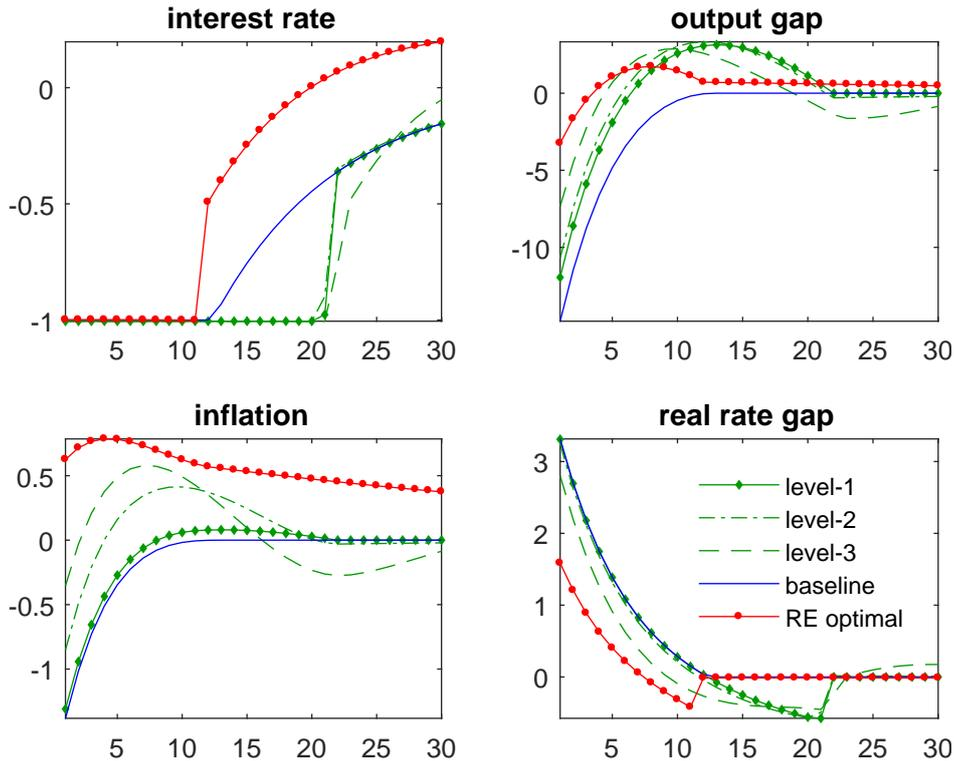 interest rate
0
-0.5
-1
5 10 15 20 25 30
output gap
0
-5
-10
5 10 15 20 25 30
inflation
0.5
0
-0.5
-1
5 10 15 20 25 30
real rate gap
3
2
1
0
level-1
level-2
level-3
baseline
RE optimal
5 10 15 20 25 30